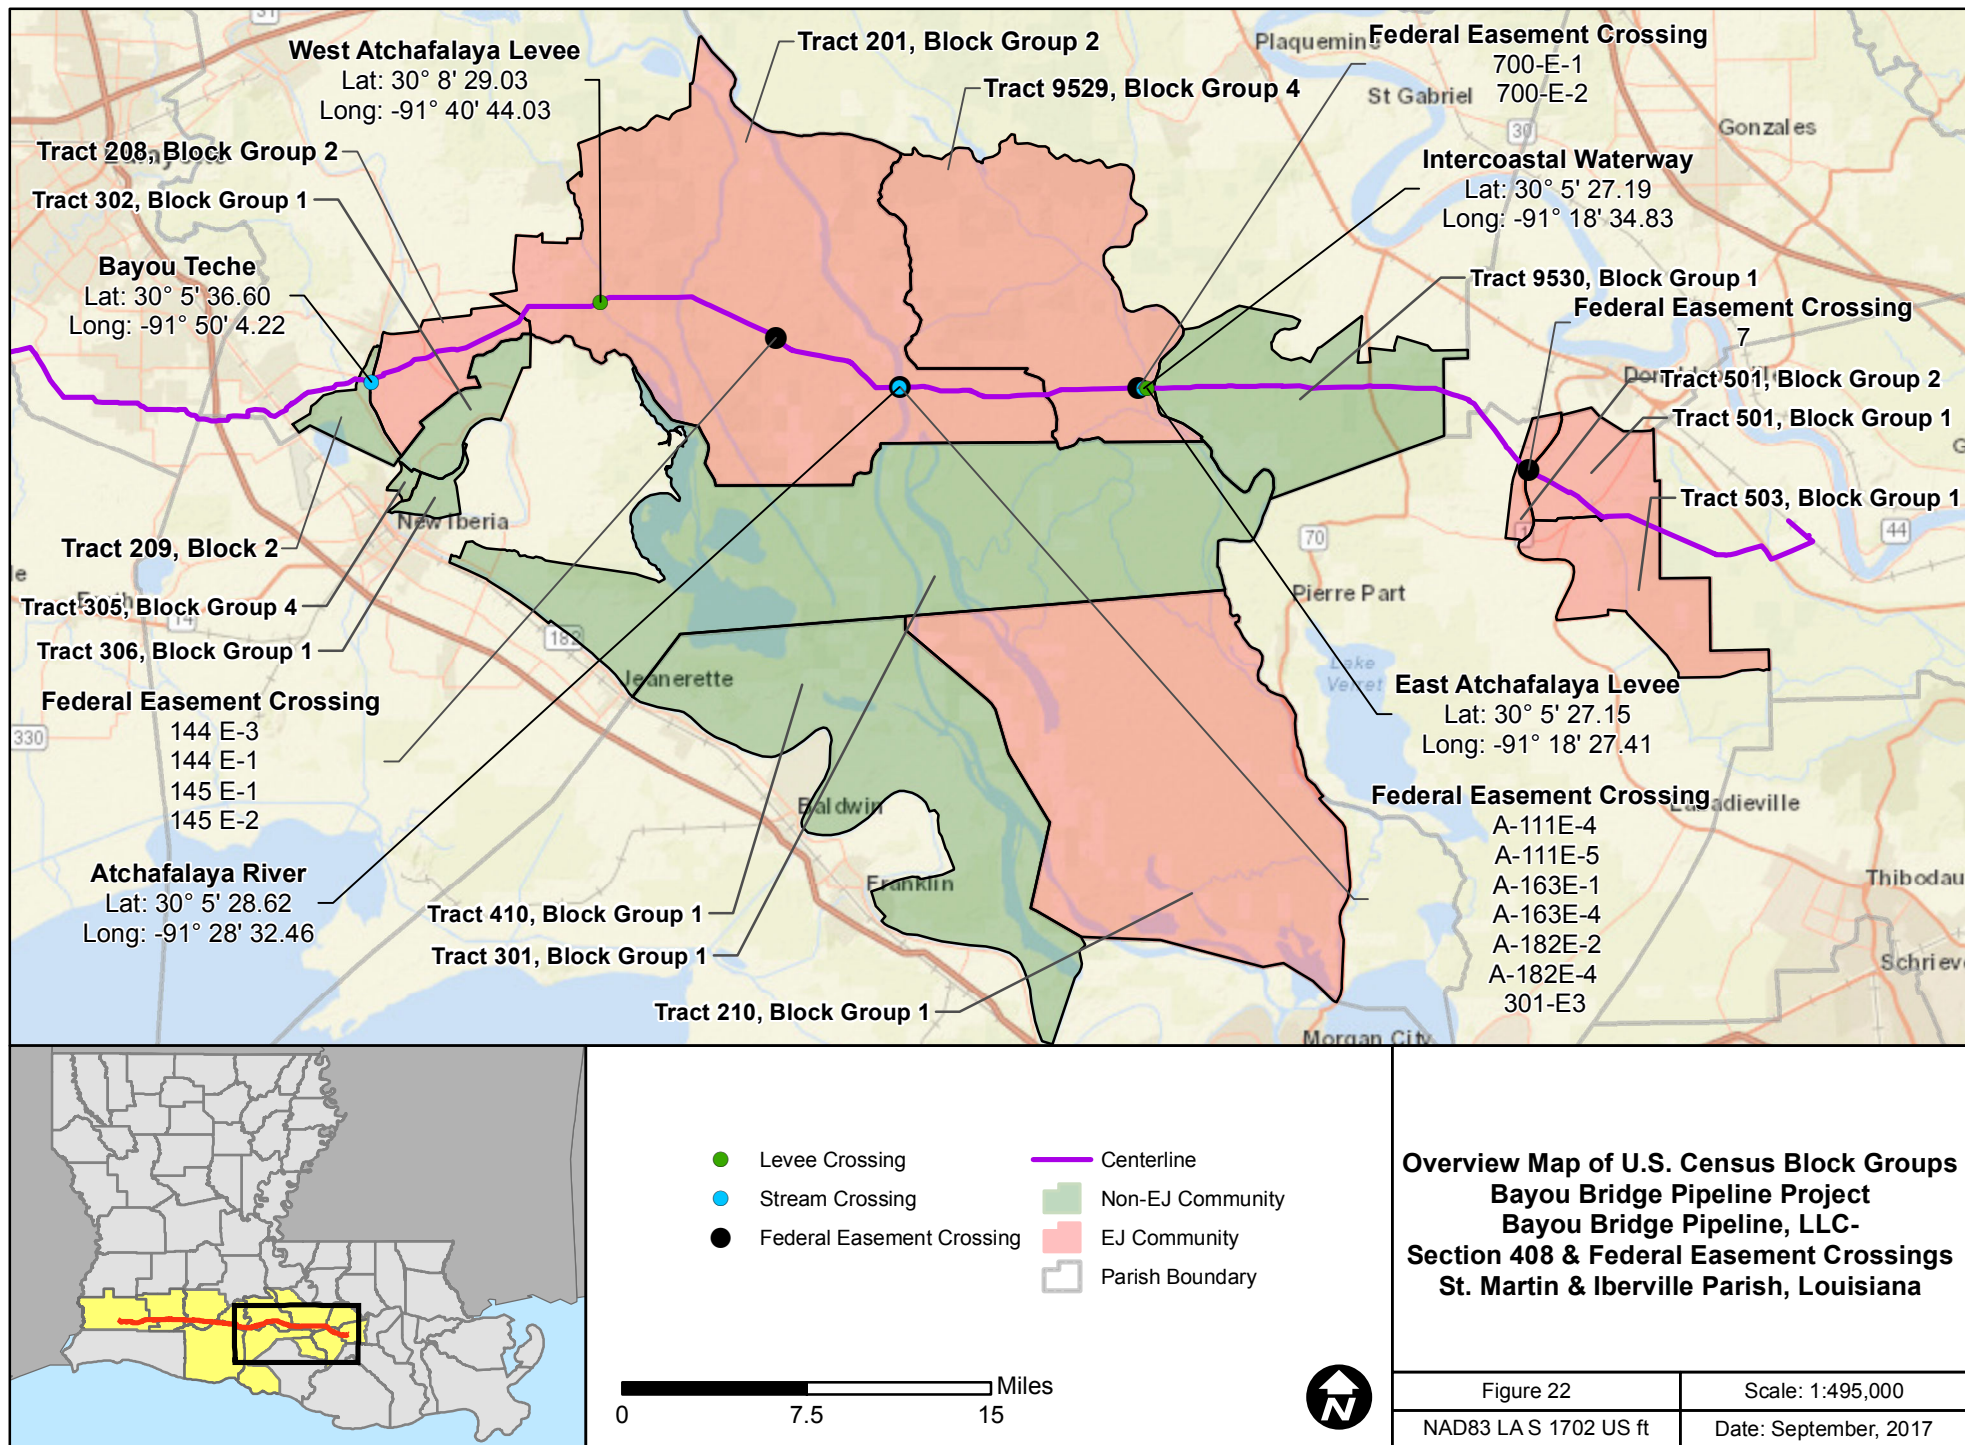 31
West Atchafalaya Levee
Lat: 30° 8' 29.03
Long: -91° 40' 44.03
Tract 201, Block Group 2
Tract 9529, Block Group 4
Plaquemine
Federal Easement Crossing
700-E-1
700-E-2
St Gabriel
30
Gonzales
Tract 208, Block Group 2
Tract 302, Block Group 1
Intercoastal Waterway
Lat: 30° 5' 27.19
Long: -91° 18' 34.83
Bayou Teche
Lat: 30° 5' 36.60
Long: -91° 50' 4.22
Tract 9530, Block Group 1
Federal Easement Crossing
7
Tract 501, Block Group 2
Tract 501, Block Group 1
Tract 503, Block Group 1
1
44
70
New Iberia
Tract 209, Block 2
Tract 305, Block Group 4
14
Tract 306, Block Group 1
182
Jeanerette
Pierre Part
Lake
Verret
Federal Easement Crossing
144 E-3
144 E-1
145 E-1
145 E-2
330
East Atchafalaya Levee
Lat: 30° 5' 27.15
Long: -91° 18' 27.41
Baldwin
Franklin
Federal Easement Crossing
A-111E-4
A-111E-5
A-163E-1
A-163E-4
A-182E-2
A-182E-4
301-E3
Labadieville
Thibodau
Schriev
Atchafalaya River
Lat: 30° 5' 28.62
Long: -91° 28' 32.46
Tract 410, Block Group 1
Tract 301, Block Group 1
Tract 210, Block Group 1
Morgan City
Levee Crossing
Stream Crossing
Federal Easement Crossing
Centerline
Non-EJ Community
EJ Community
Parish Boundary
Miles
0 7.5 15
N
Overview Map of U.S. Census Block Groups
Bayou Bridge Pipeline Project
Bayou Bridge Pipeline, LLC-
Section 408 & Federal Easement Crossings
St. Martin & Iberville Parish, Louisiana
Figure 22
Scale: 1:495,000
NAD83 LA S 1702 US ft
Date: September, 2017